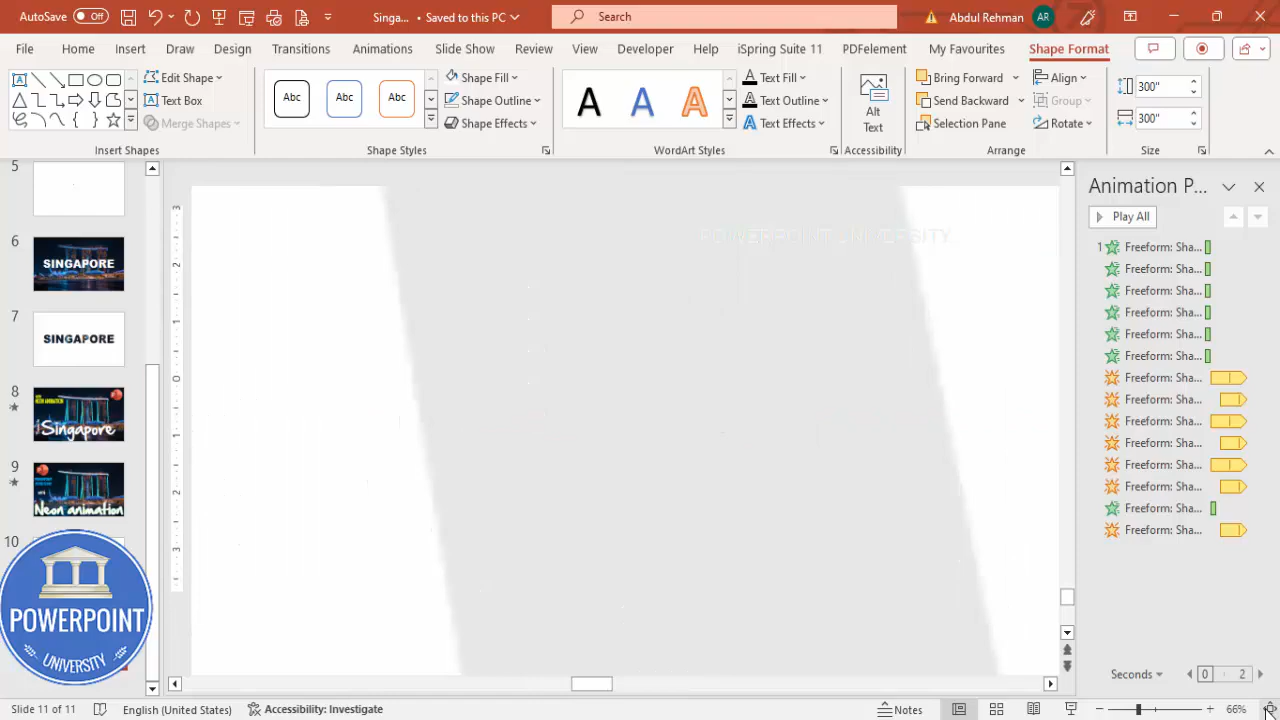 AutoSave Off Singa... • Saved to this PC Search Abdul Rehman AR
File Home Insert Draw Design Transitions Animations Slide Show Review View Developer Help iSpring Suite 11 PDFelement My Favourites Shape Format
Edit Shape
Text Box
Merge Shapes
Insert Shapes
Abc Abc Abc
Shape Fill
Shape Outline
Shape Effects
Shape Styles
A A A
Text Fill
Text Outline
Text Effects
WordArt Styles
Alt
Text
Accessibility
Bring Forward
Send Backward
Selection Pane
Align
Group
Rotate
Arrange
300"
300"
Size
5
6
SINGAPORE
7
SINGAPORE
8
Singapore
9
Neon animation
10
POWERPOINT
UNIVERSITY
3
2
1
0
1
2
3
POWERPOINT UNIVERSITY
Animation P...
Play All
1 Freeform: Sha...
Freeform: Sha...
Freeform: Sha...
Freeform: Sha...
Freeform: Sha...
Freeform: Sha...
Freeform: Sha...
Freeform: Sha...
Freeform: Sha...
Freeform: Sha...
Freeform: Sha...
Freeform: Sha...
Freeform: Sha...
Freeform: Sha...
Seconds 0 2
Slide 11 of 11 English (United States) Accessibility: Investigate Notes 66%